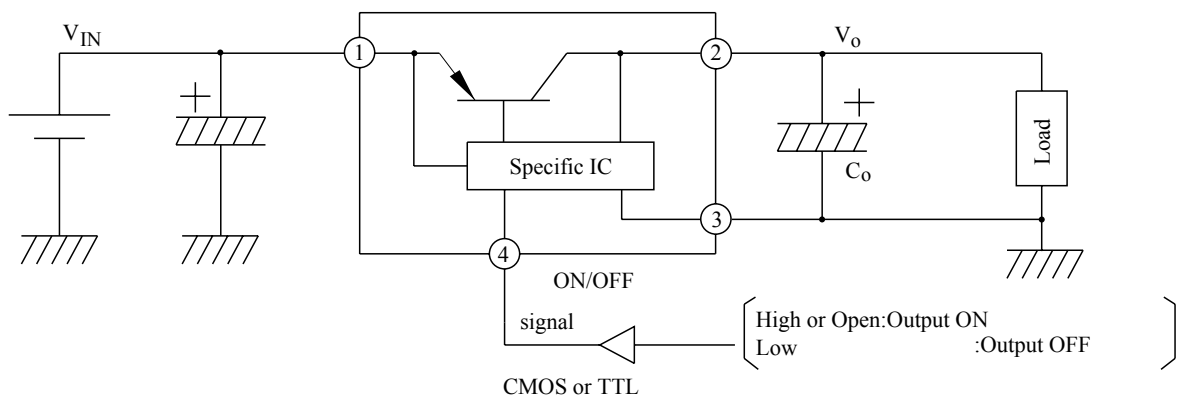 V_IN
1
2
V_o
+
+
Load
Specific IC
C_o
3
4
ON/OFF
signal
High or Open:Output ON
Low :Output OFF
CMOS or TTL